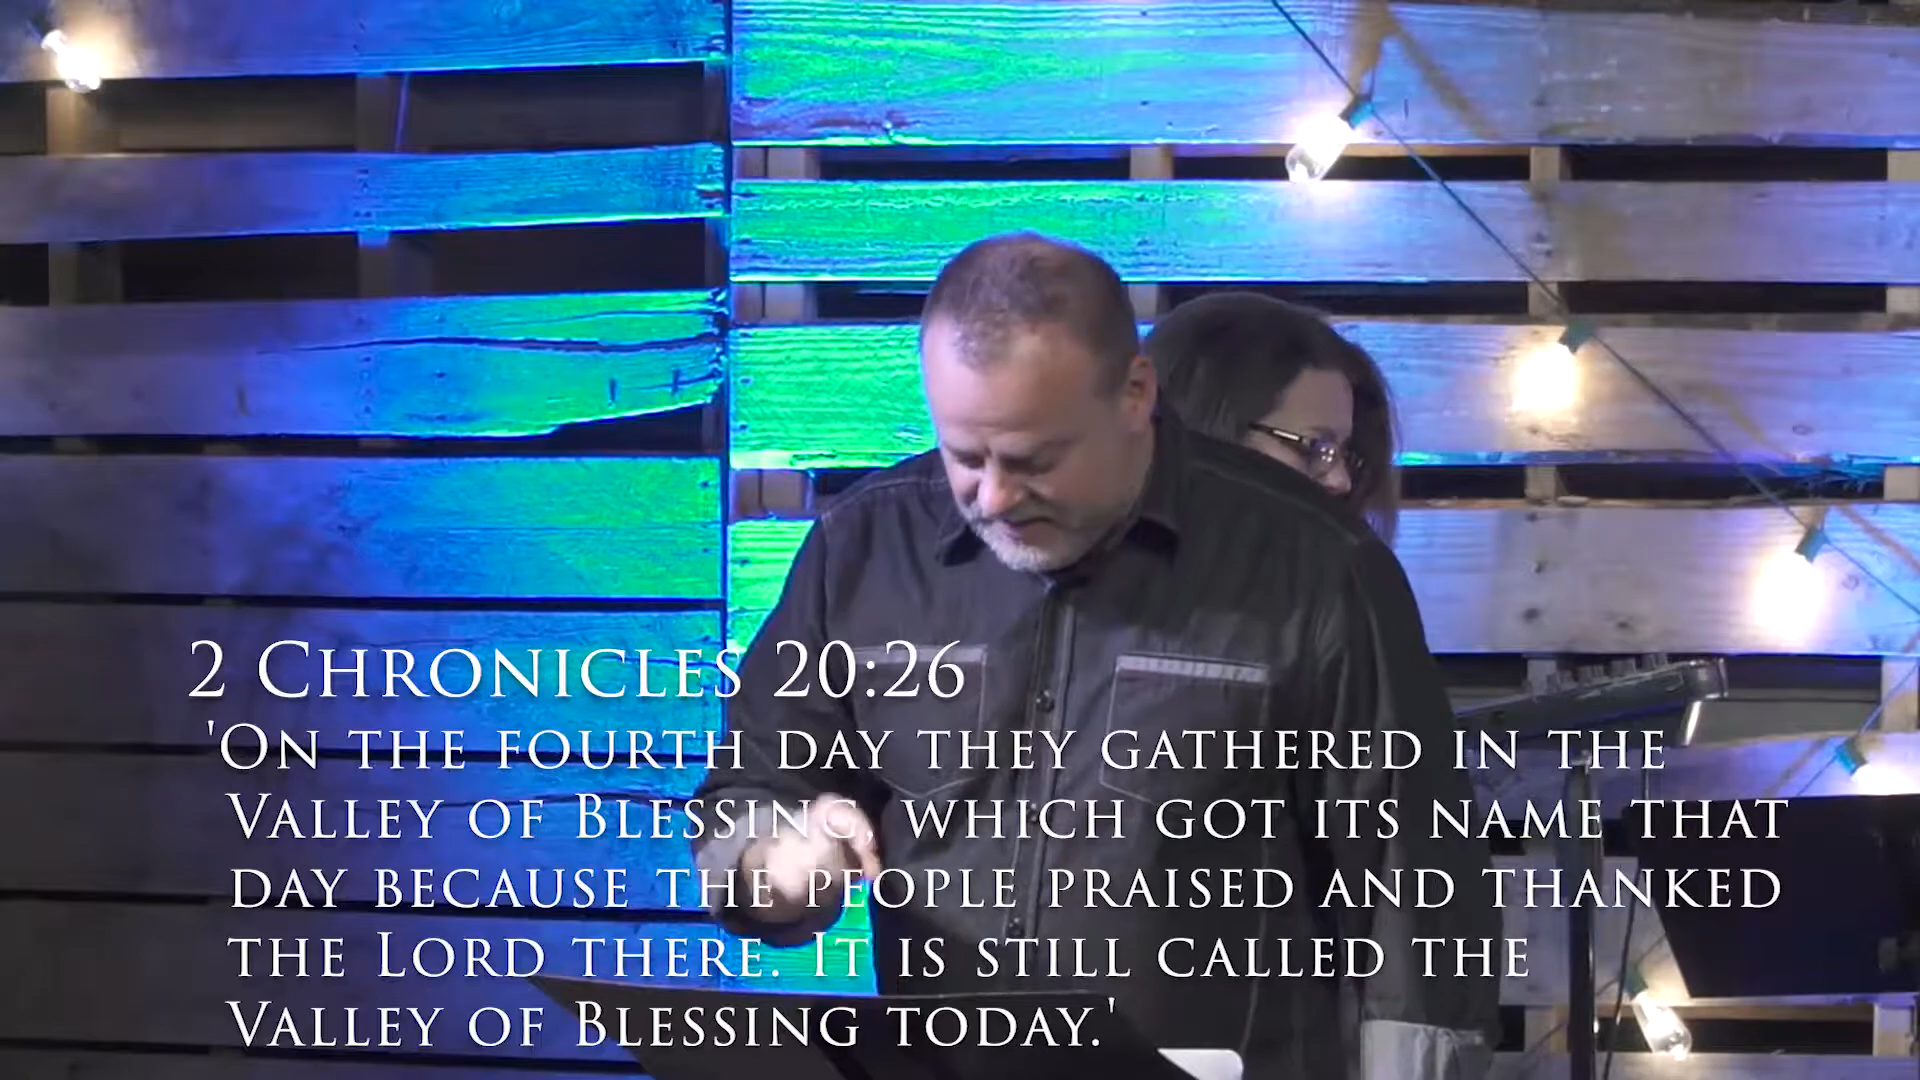 2 Chronicles 20:26
'On the fourth day they gathered in the
Valley of Blessing, which got its name that
day because the people praised and thanked
the Lord there. It is still called the
Valley of Blessing today.'